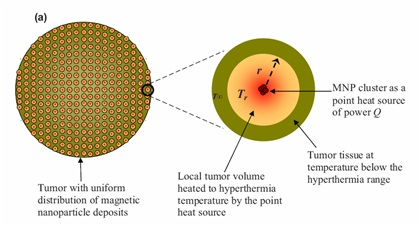 (a)
r
T∞
Tr
MNP cluster as a
point heat source
of power Q
Tumor tissue at
temperature below the
hyperthermia range
Local tumor volume
heated to hyperthermia
temperature by the point
heat source
Tumor with uniform
distribution of magnetic
nanoparticle deposits